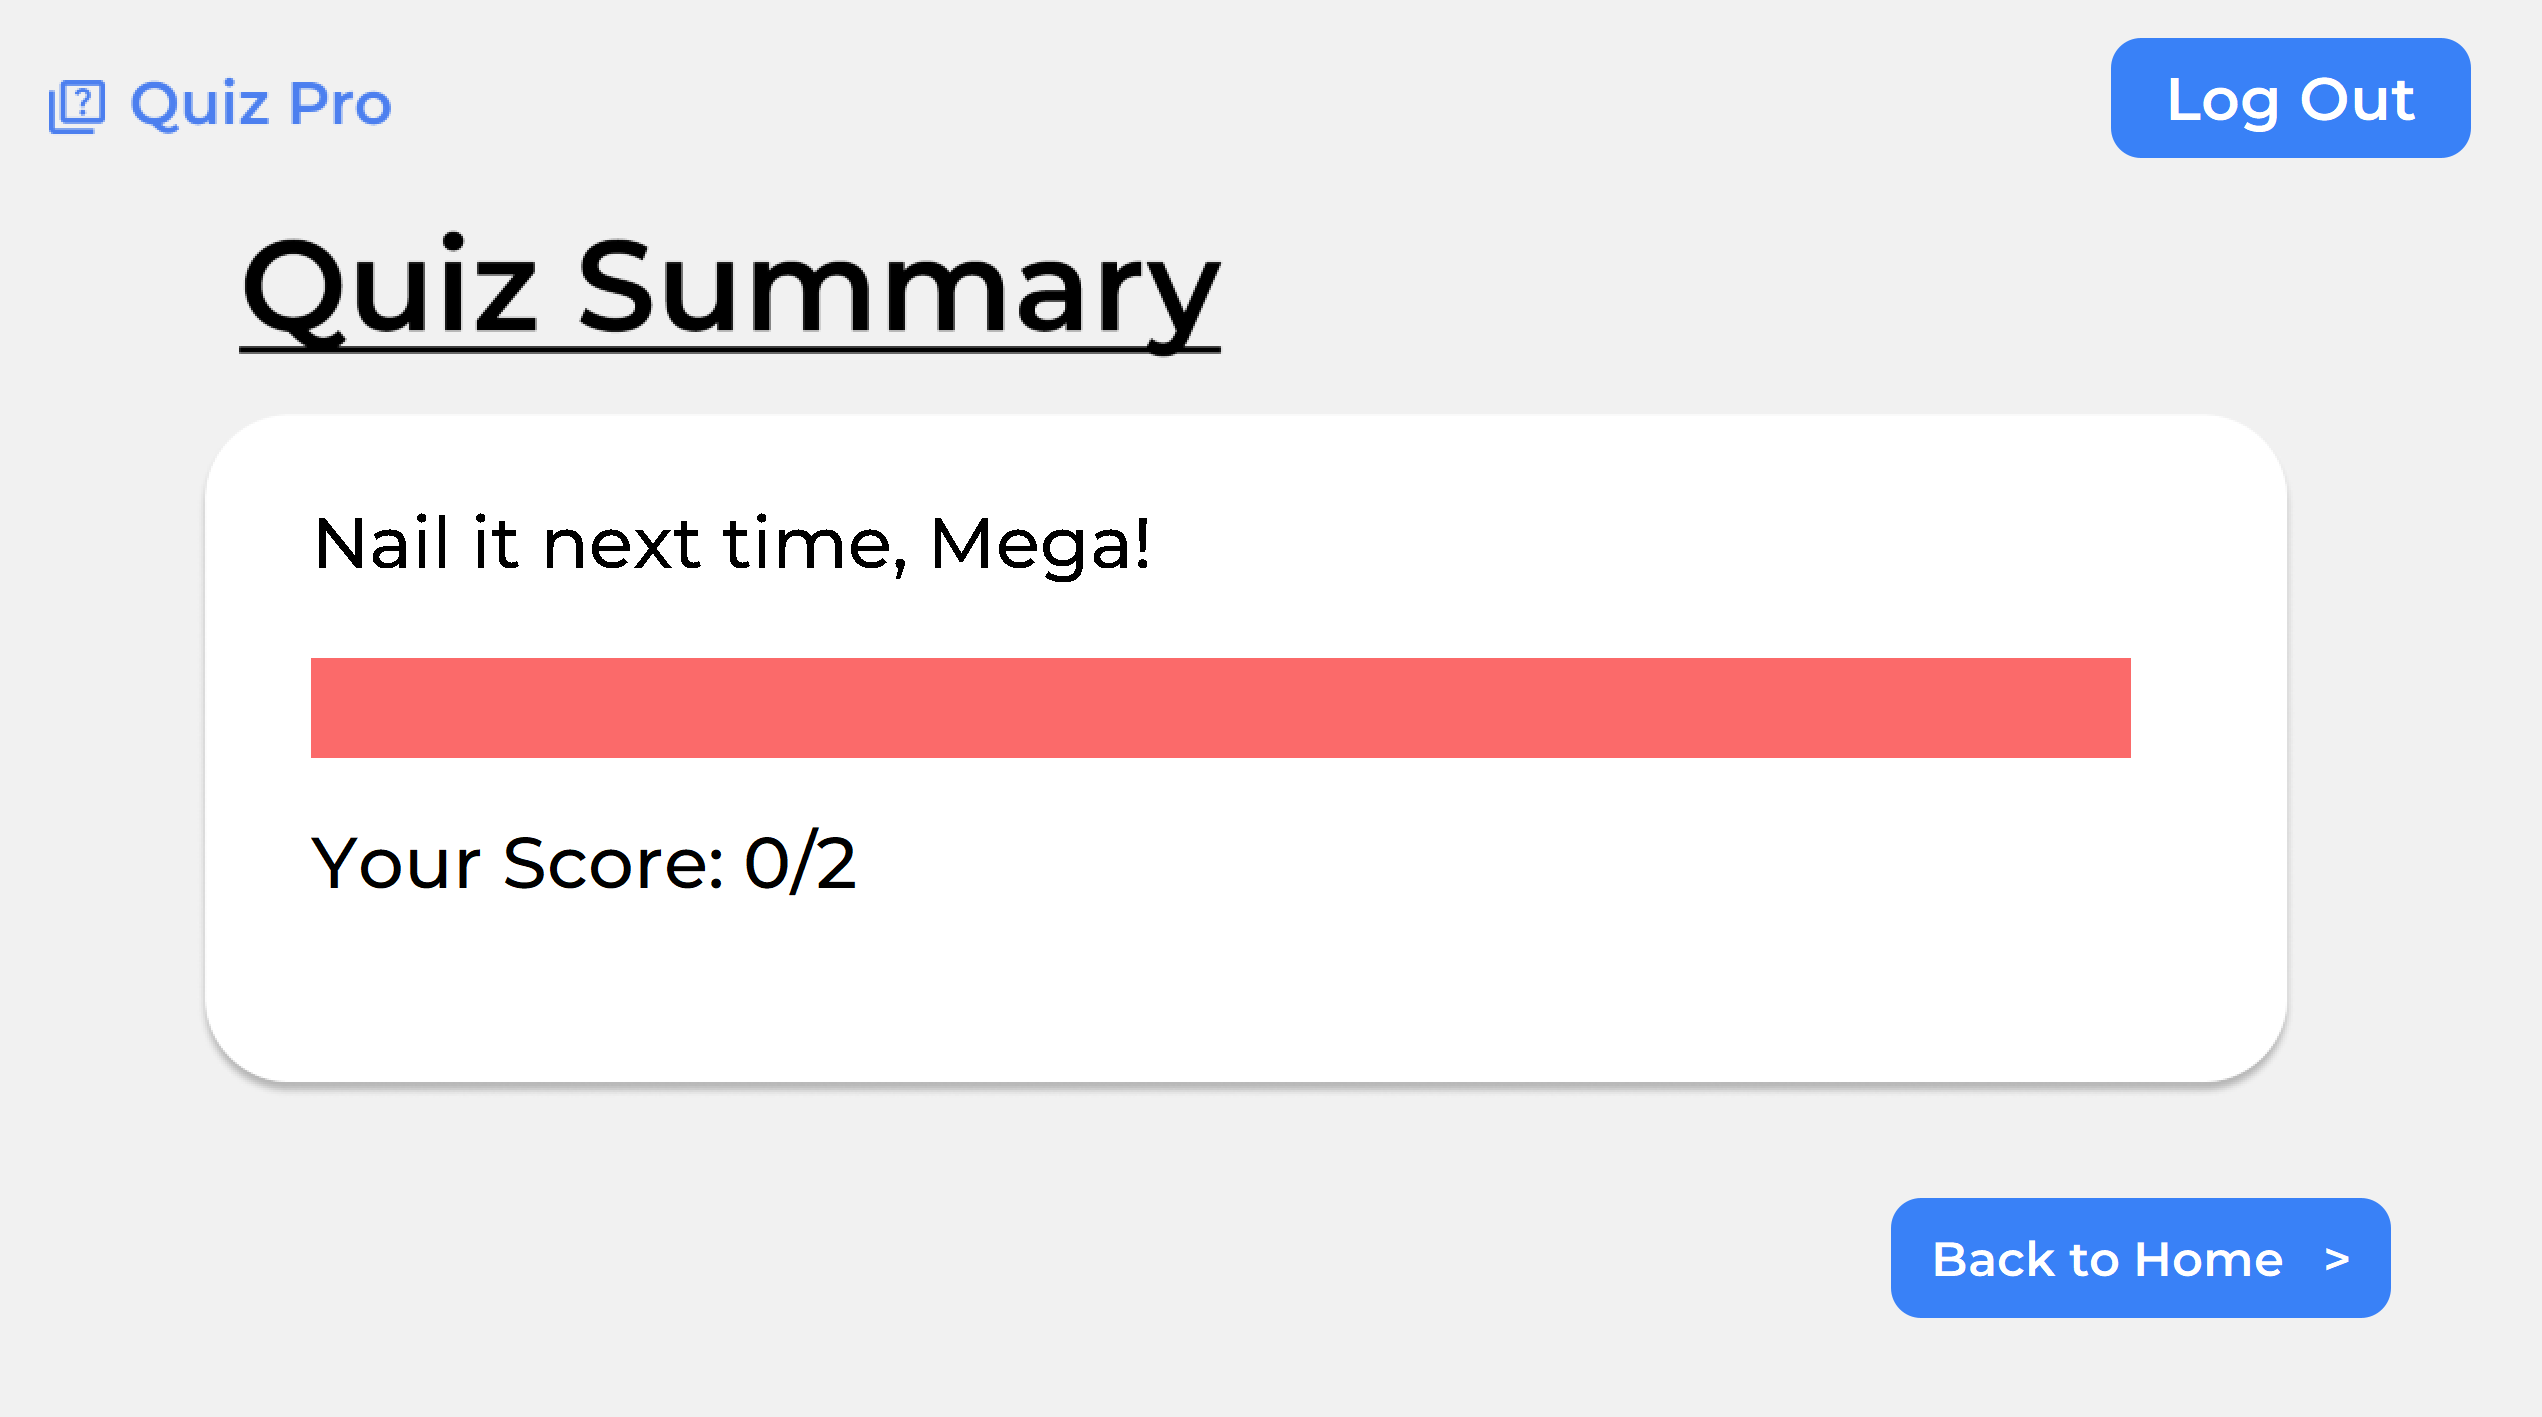 Quiz Pro
Log Out
Quiz Summary
Nail it next time, Mega!
Your Score: 0/2
Back to Home >